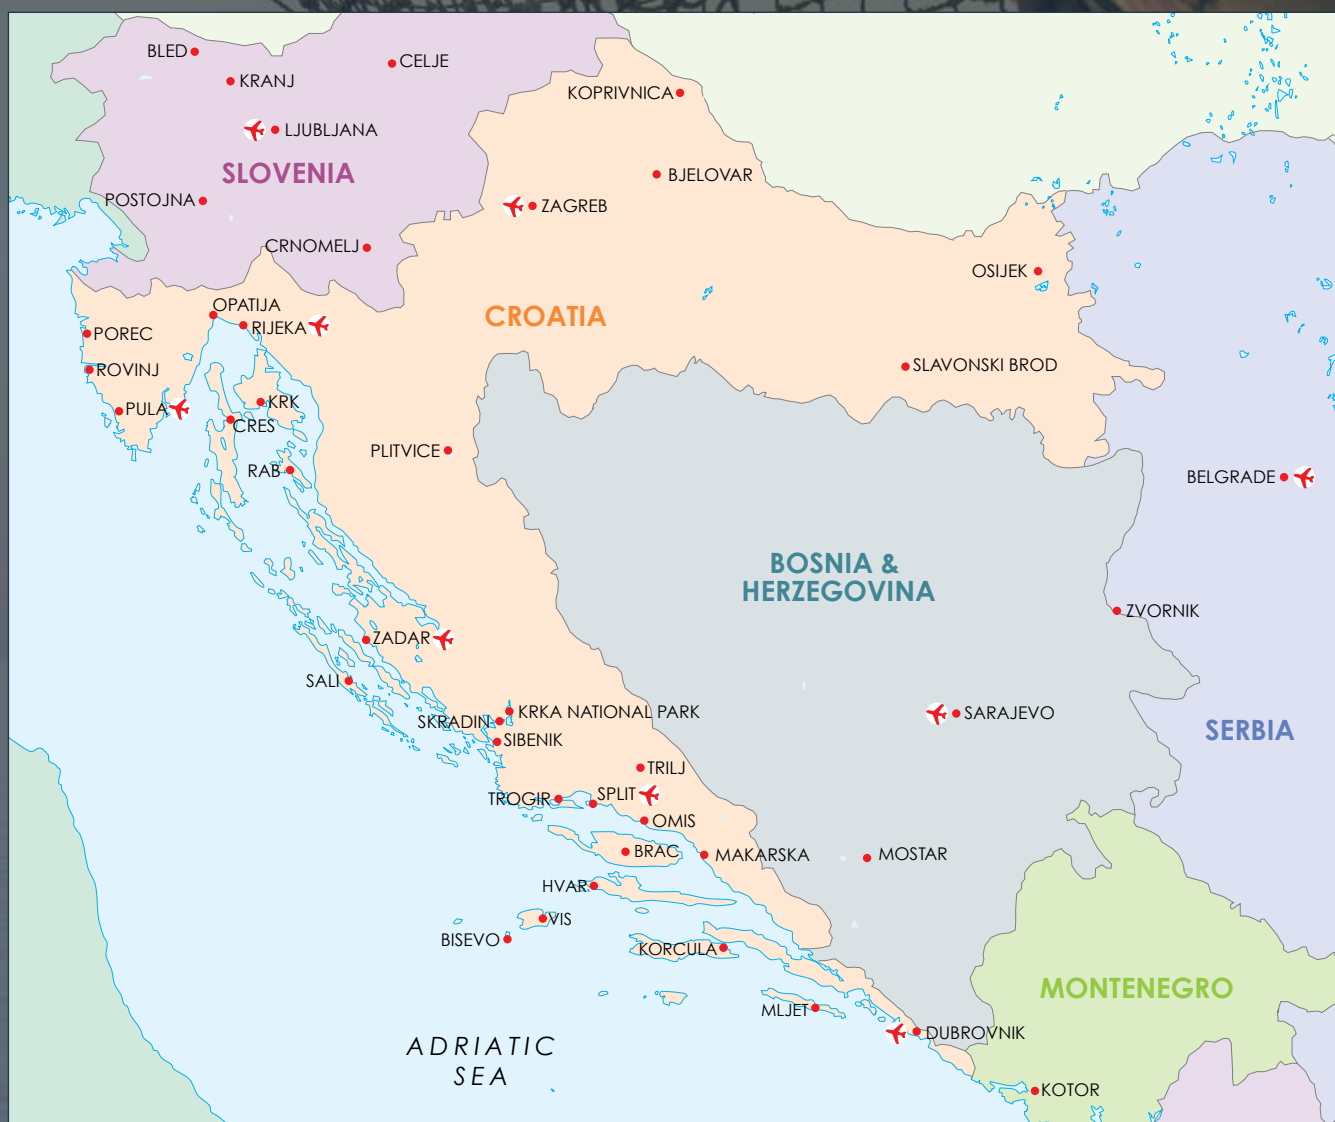 BLED
CELJE
KRANJ
KOPRIVNICA
LJUBLJANA
SLOVENIA
BJELOVAR
POSTOJNA
ZAGREB
CRNOMELJ
OSIJEK
OPATIJA
CROATIA
RIJEKA
POREC
ROVINJ
SLAVONSKI BROD
KRK
PULA
CRES
PLITVICE
RAB
BELGRADE
BOSNIA &
HERZEGOVINA
ZVORNIK
ZADAR
SALI
KRKA NATIONAL PARK
SARAJEVO
SKRADIN
SERBIA
SIBENIK
TRILJ
SPLIT
TROGIR
OMIS
BRAC
MAKARSKA
MOSTAR
HVAR
VIS
BISEVO
KORCULA
MONTENEGRO
MLJET
DUBROVNIK
ADRIATIC
SEA
KOTOR